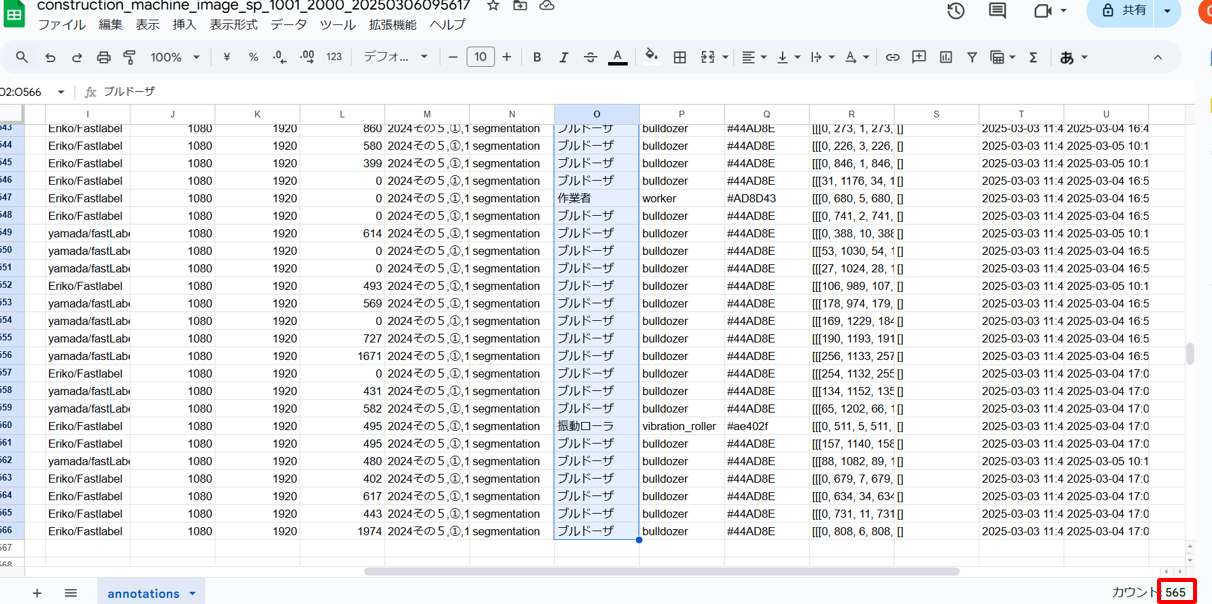 construction_machine_image_sp_1001_2000_20250306095617
ファイル 編集 表示 挿入 表示形式 データ ツール 拡張機能 ヘルプ
共有
100% ¥ % .0 .00 123 デフォ... 10 B I A Σ あ
O2:O566 fx ブルドーザ
I J K L M N O P Q R S T U
543 Eriko/Fastlabel 1080 1920 860 2024その５,①,1 segmentation ブルドーザ bulldozer #44AD8E [[[0, 273, 1, 273, [] 2025-03-03 11:4 2025-03-04 16:4
544 Eriko/Fastlabel 1080 1920 580 2024その５,①,1 segmentation ブルドーザ bulldozer #44AD8E [[[0, 226, 3, 226, [] 2025-03-03 11:4 2025-03-05 10:1
545 Eriko/Fastlabel 1080 1920 399 2024その５,①,1 segmentation ブルドーザ bulldozer #44AD8E [[[0, 846, 1, 846, [] 2025-03-03 11:4 2025-03-05 10:1
546 Eriko/Fastlabel 1080 1920 0 2024その５,①,1 segmentation ブルドーザ bulldozer #44AD8E [[[31, 1176, 34, 1 [] 2025-03-03 11:4 2025-03-04 16:5
547 Eriko/Fastlabel 1080 1920 0 2024その５,①,1 segmentation 作業者 worker #AD8D43 [[[0, 680, 5, 680, [] 2025-03-03 11:4 2025-03-04 16:5
548 Eriko/Fastlabel 1080 1920 0 2024その５,①,1 segmentation ブルドーザ bulldozer #44AD8E [[[0, 741, 2, 741, [] 2025-03-03 11:4 2025-03-04 16:5
549 yamada/fastLabe 1080 1920 614 2024その５,①,1 segmentation ブルドーザ bulldozer #44AD8E [[[0, 388, 10, 388 [] 2025-03-03 11:4 2025-03-05 10:1
550 yamada/fastLabe 1080 1920 0 2024その５,①,1 segmentation ブルドーザ bulldozer #44AD8E [[[53, 1030, 54, 1 [] 2025-03-03 11:4 2025-03-04 16:5
551 yamada/fastLabe 1080 1920 0 2024その５,①,1 segmentation ブルドーザ bulldozer #44AD8E [[[27, 1024, 28, 1 [] 2025-03-03 11:4 2025-03-04 16:5
552 Eriko/Fastlabel 1080 1920 493 2024その５,①,1 segmentation ブルドーザ bulldozer #44AD8E [[[106, 989, 107, [] 2025-03-03 11:4 2025-03-05 10:1
553 yamada/fastLabe 1080 1920 569 2024その５,①,1 segmentation ブルドーザ bulldozer #44AD8E [[[178, 974, 179, [] 2025-03-03 11:4 2025-03-04 16:5
554 yamada/fastLabe 1080 1920 0 2024その５,①,1 segmentation ブルドーザ bulldozer #44AD8E [[[169, 1229, 184 [] 2025-03-03 11:4 2025-03-04 16:5
555 yamada/fastLabe 1080 1920 727 2024その５,①,1 segmentation ブルドーザ bulldozer #44AD8E [[[190, 1193, 191 [] 2025-03-03 11:4 2025-03-04 16:5
556 yamada/fastLabe 1080 1920 1671 2024その５,①,1 segmentation ブルドーザ bulldozer #44AD8E [[[256, 1133, 257 [] 2025-03-03 11:4 2025-03-04 16:5
557 Eriko/Fastlabel 1080 1920 0 2024その５,①,1 segmentation ブルドーザ bulldozer #44AD8E [[[254, 1132, 255 [] 2025-03-03 11:4 2025-03-04 17:0
558 yamada/fastLabe 1080 1920 431 2024その５,①,1 segmentation ブルドーザ bulldozer #44AD8E [[[134, 1152, 135 [] 2025-03-03 11:4 2025-03-04 17:0
559 yamada/fastLabe 1080 1920 582 2024その５,①,1 segmentation ブルドーザ bulldozer #44AD8E [[[65, 1202, 66, 1 [] 2025-03-03 11:4 2025-03-04 17:0
560 Eriko/Fastlabel 1080 1920 495 2024その５,①,1 segmentation 振動ローラ vibration_roller #ae402f [[[0, 511, 5, 511, [] 2025-03-03 11:4 2025-03-04 17:0
561 Eriko/Fastlabel 1080 1920 495 2024その５,①,1 segmentation ブルドーザ bulldozer #44AD8E [[[157, 1140, 158 [] 2025-03-03 11:4 2025-03-04 17:0
562 yamada/fastLabe 1080 1920 480 2024その５,①,1 segmentation ブルドーザ bulldozer #44AD8E [[[88, 1082, 89, 1 [] 2025-03-03 11:4 2025-03-05 10:1
563 Eriko/Fastlabel 1080 1920 402 2024その５,①,1 segmentation ブルドーザ bulldozer #44AD8E [[[0, 679, 7, 679, [] 2025-03-03 11:4 2025-03-04 17:0
564 Eriko/Fastlabel 1080 1920 617 2024その５,①,1 segmentation ブルドーザ bulldozer #44AD8E [[[0, 634, 34, 634 [] 2025-03-03 11:4 2025-03-04 17:0
565 Eriko/Fastlabel 1080 1920 443 2024その５,①,1 segmentation ブルドーザ bulldozer #44AD8E [[[0, 731, 11, 731 [] 2025-03-03 11:4 2025-03-04 17:0
566 Eriko/Fastlabel 1080 1920 1974 2024その５,①,1 segmentation ブルドーザ bulldozer #44AD8E [[[0, 808, 6, 808, [] 2025-03-03 11:4 2025-03-04 17:0
567
568
annotations カウント: 565